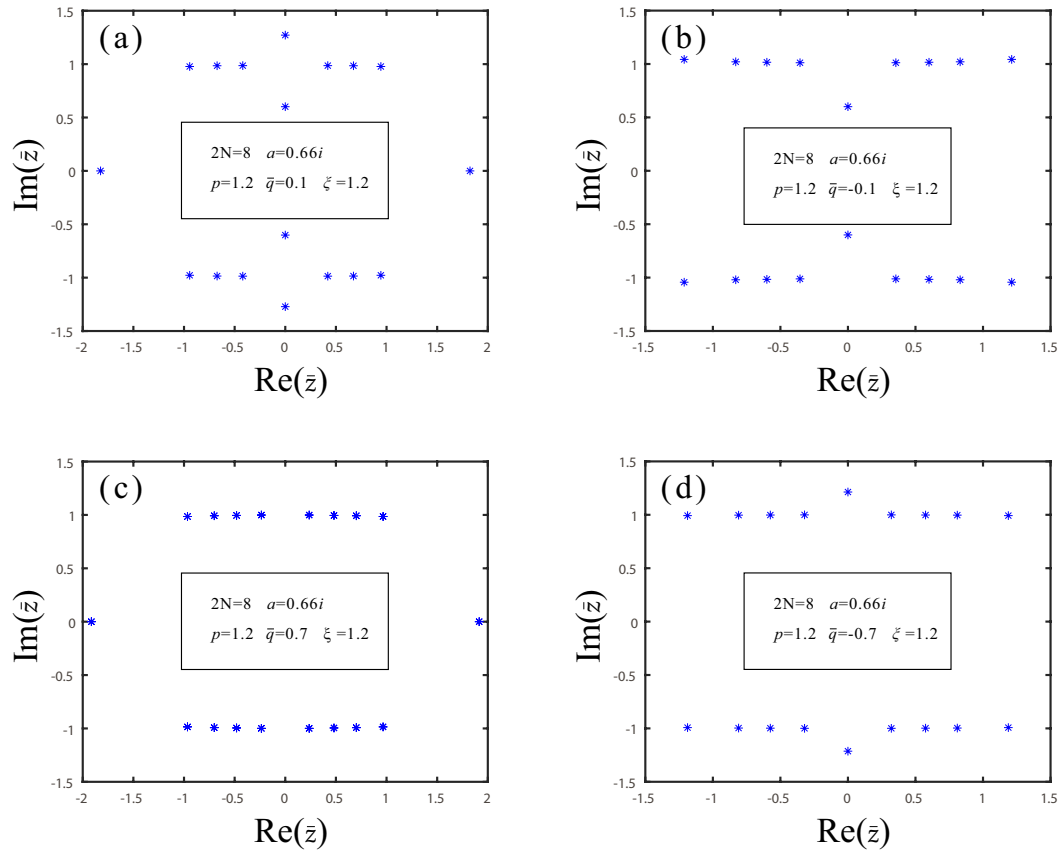 (a)
1.5
1
0.5
0
-0.5
-1
-1.5
Im(z̄)
2N=8 a=0.66i
p=1.2 q̄=0.1 ξ=1.2
-2 -1.5 -1 -0.5 0 0.5 1 1.5 2
Re(z̄)
(b)
1.5
1
0.5
0
-0.5
-1
-1.5
Im(z̄)
2N=8 a=0.66i
p=1.2 q̄=-0.1 ξ=1.2
-1.5 -1 -0.5 0 0.5 1 1.5
Re(z̄)
(c)
1.5
1
0.5
0
-0.5
-1
-1.5
Im(z̄)
2N=8 a=0.66i
p=1.2 q̄=0.7 ξ=1.2
-2 -1.5 -1 -0.5 0 0.5 1 1.5 2
Re(z̄)
(d)
1.5
1
0.5
0
-0.5
-1
-1.5
Im(z̄)
2N=8 a=0.66i
p=1.2 q̄=-0.7 ξ=1.2
-1.5 -1 -0.5 0 0.5 1 1.5
Re(z̄)